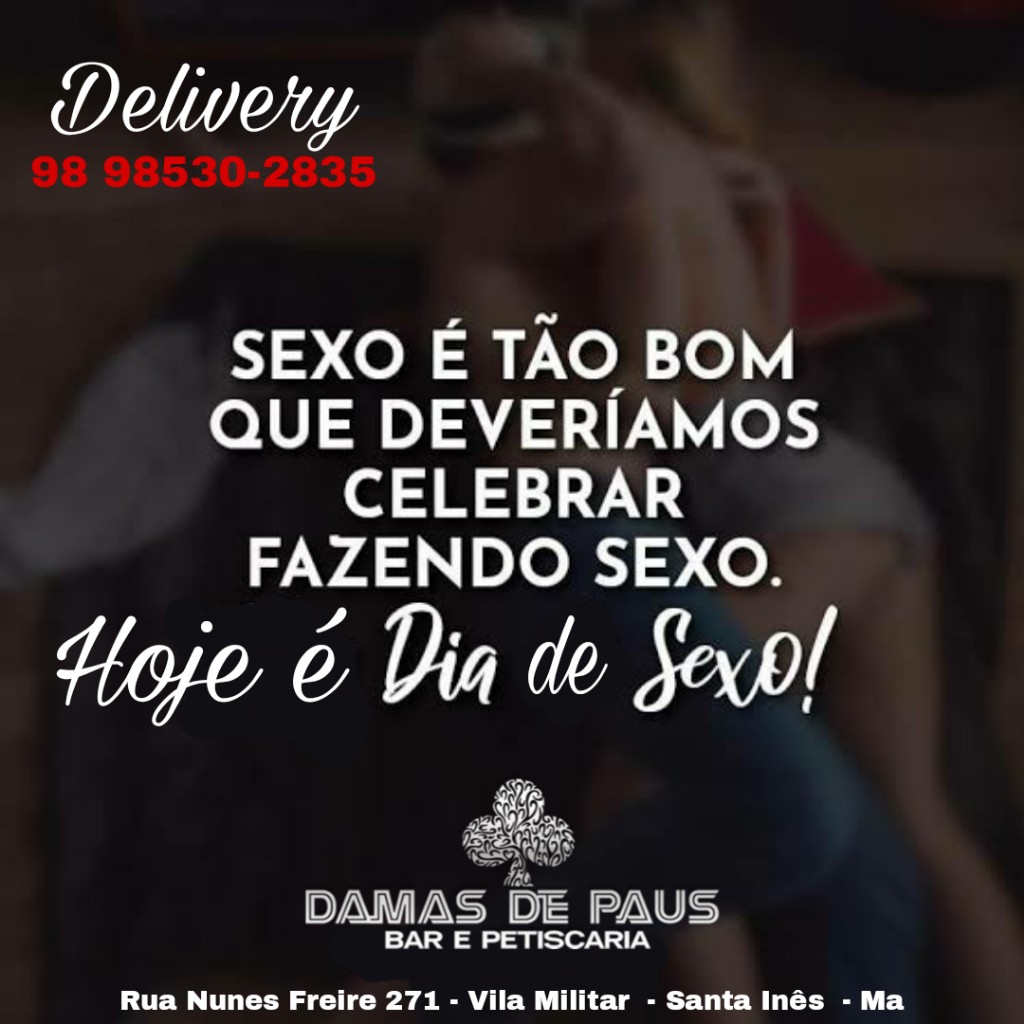 Delivery
98 98530-2835
SEXO É TÃO BOM
QUE DEVERÍAMOS
CELEBRAR
FAZENDO SEXO.
Hoje é Dia de Sexo!
DAMAS DE PAUS
BAR E PETISCARIA
Rua Nunes Freire 271 - Vila Militar - Santa Inês - Ma